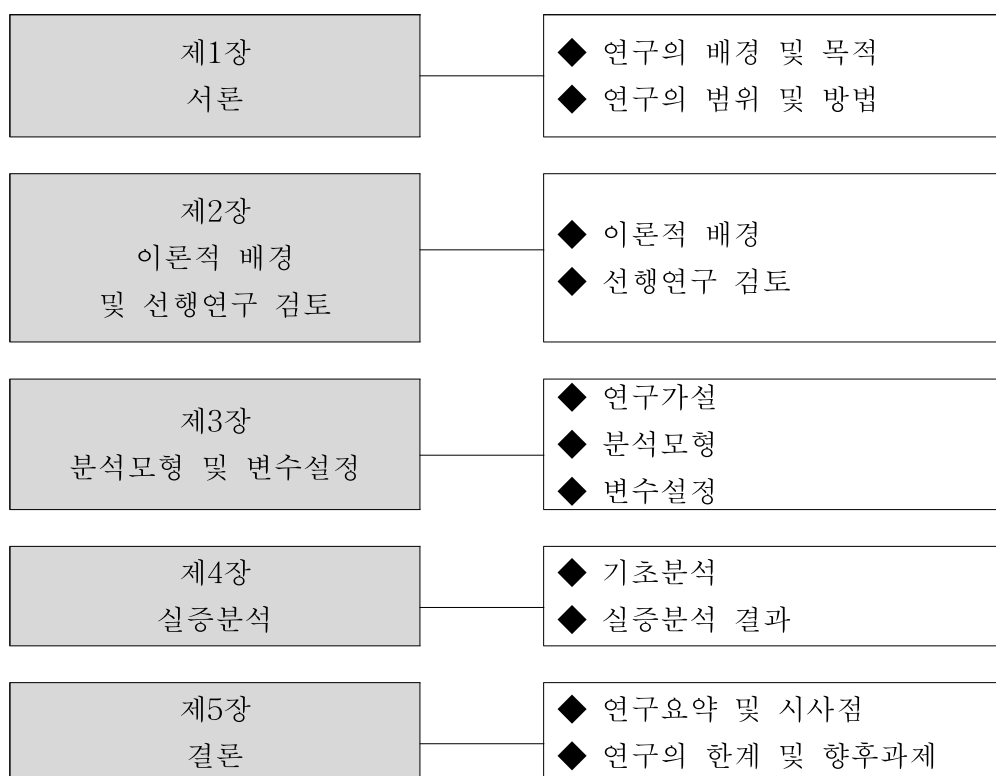 제1장
서론
◆ 연구의 배경 및 목적
◆ 연구의 범위 및 방법
제2장
이론적 배경
및 선행연구 검토
◆ 이론적 배경
◆ 선행연구 검토
제3장
분석모형 및 변수설정
◆ 연구가설
◆ 분석모형
◆ 변수설정
제4장
실증분석
◆ 기초분석
◆ 실증분석 결과
제5장
결론
◆ 연구요약 및 시사점
◆ 연구의 한계 및 향후과제